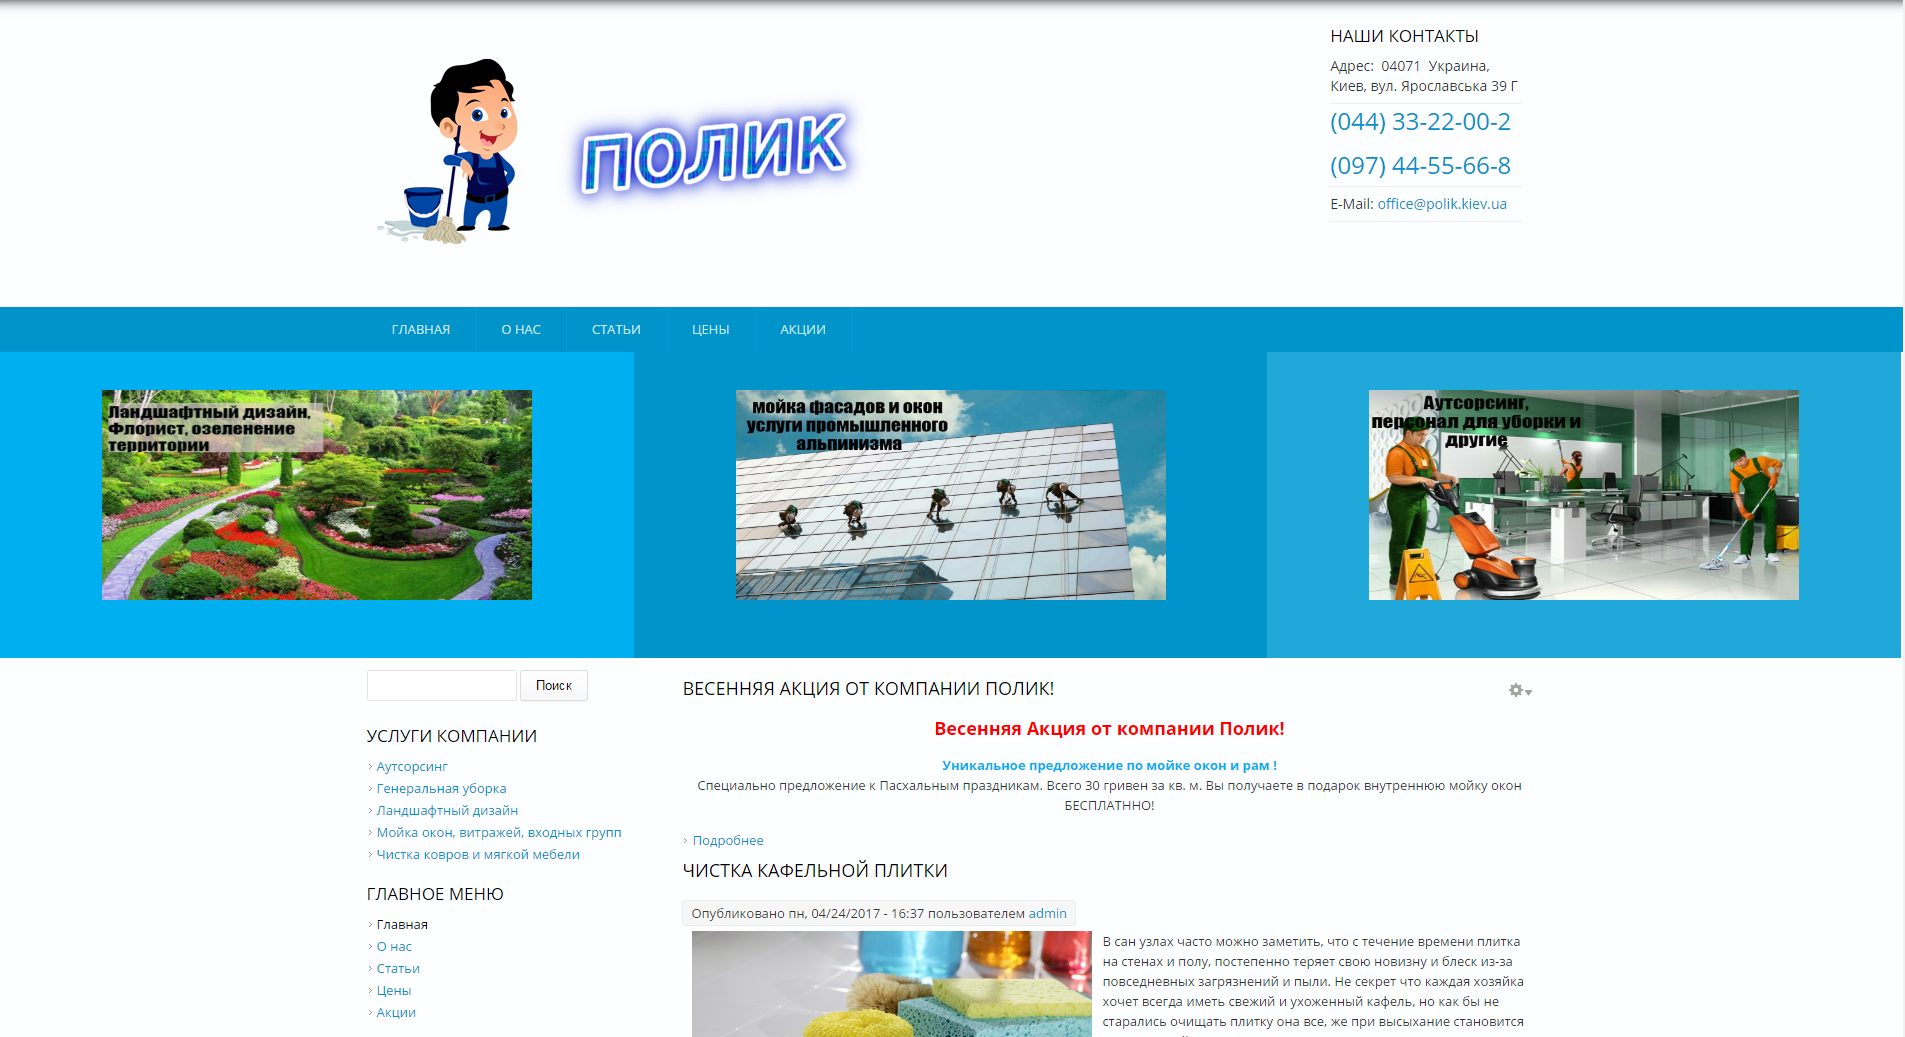 ПОЛИК
НАШИ КОНТАКТЫ
Адрес: 04071 Украина,
Киев, вул. Ярославська 39 Г
(044) 33-22-00-2
(097) 44-55-66-8
E-Mail: office@polik.kiev.ua
ГЛАВНАЯ
О НАС
СТАТЬИ
ЦЕНЫ
АКЦИИ
Ландшафтный дизайн,
Флорист, озеленение
территории
мойка фасадов и окон
услуги промышленного
альпинизма
Аутсорсинг,
персонал для уборки и
другие
Поиск
УСЛУГИ КОМПАНИИ
Аутсорсинг
Генеральная уборка
Ландшафтный дизайн
Мойка окон, витражей, входных групп
Чистка ковров и мягкой мебели
ГЛАВНОЕ МЕНЮ
Главная
О нас
Статьи
Цены
Акции
ВЕСЕННЯЯ АКЦИЯ ОТ КОМПАНИИ ПОЛИК!
Весенняя Акция от компании Полик!
Уникальное предложение по мойке окон и рам !
Специально предложение к Пасхальным праздникам. Всего 30 гривен за кв. м. Вы получаете в подарок внутреннюю мойку окон
БЕСПЛАТННО!
Подробнее
ЧИСТКА КАФЕЛЬНОЙ ПЛИТКИ
Опубликовано пн, 04/24/2017 - 16:37 пользователем admin
В сан узлах часто можно заметить, что с течение времени плитка
на стенах и полу, постепенно теряет свою новизну и блеск из-за
повседневных загрязнений и пыли. Не секрет что каждая хозяйка
хочет всегда иметь свежий и ухоженный кафель, но как бы не
старались очищать плитку она все, же при высыхание становится